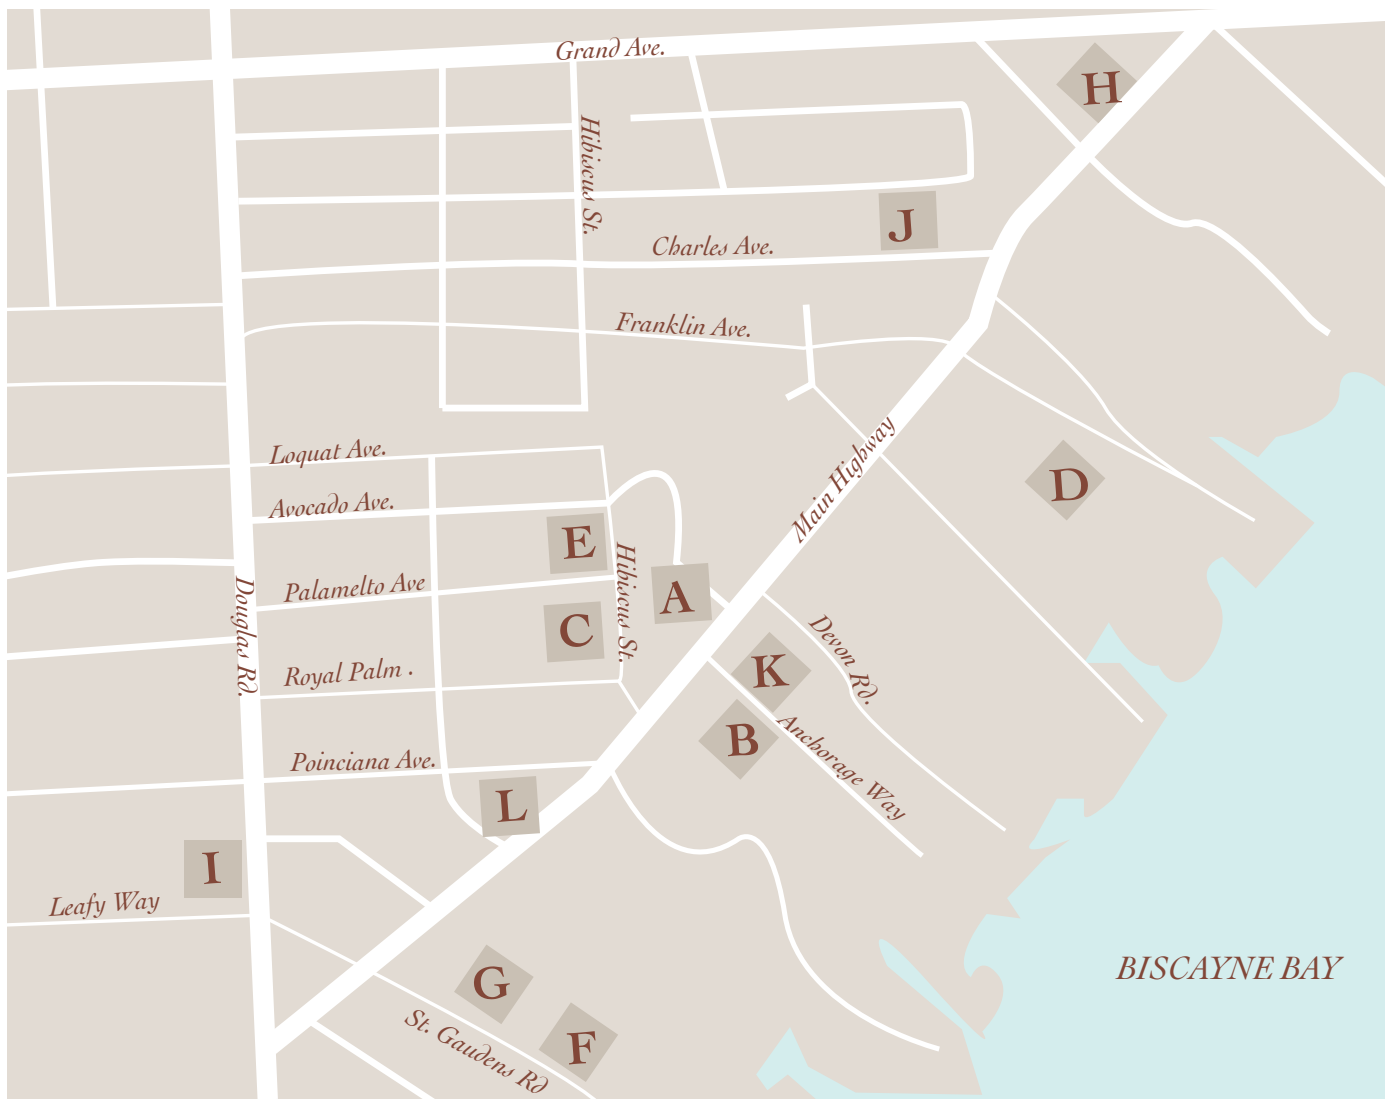 Grand Ave.
H
Hibiscus St.
J
Charles Ave.
Franklin Ave.
Main Highway
Loquat Ave.
D
Avocado Ave.
E
Hibiscus St.
Palamelto Ave
A
Douglas Rd.
C
Devon Rd.
K
Royal Palm .
B
Anchorage Way
Poinciana Ave.
L
I
Leafy Way
BISCAYNE BAY
G
St. Gaudens Rd
F